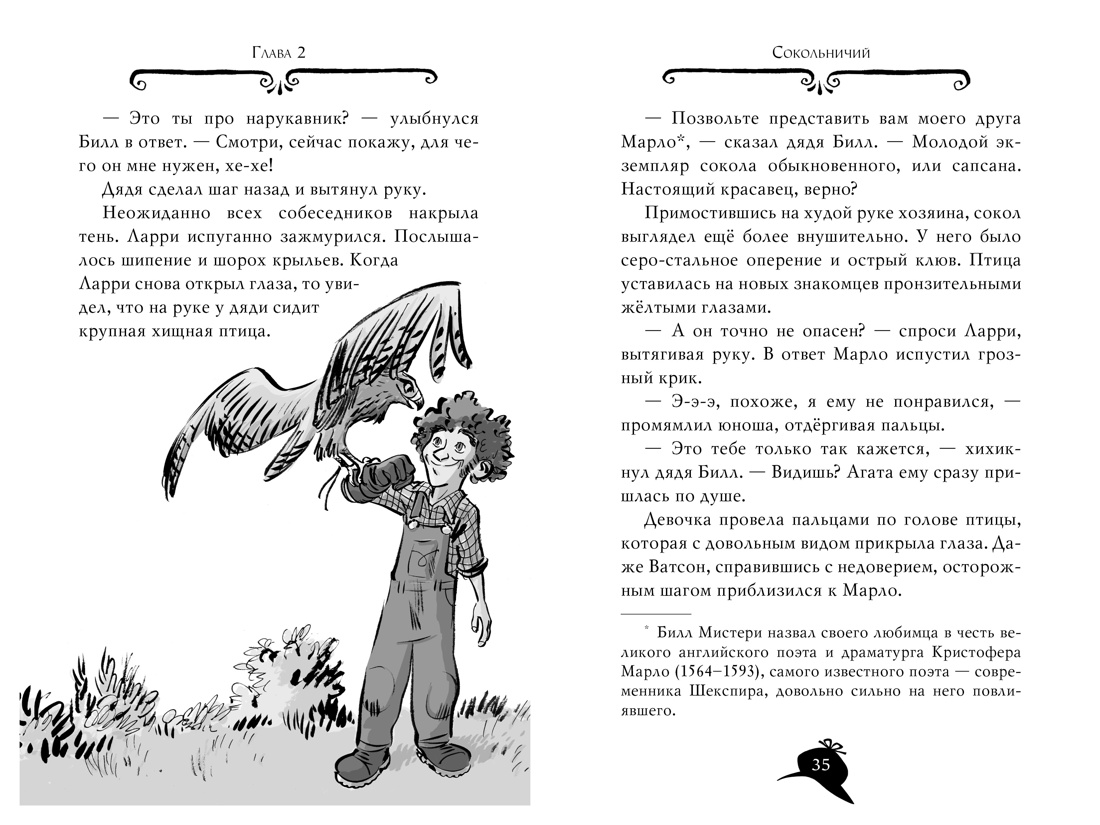 Глава 2
— Это ты про нарукавник? — улыбнулся
Билл в ответ. — Смотри, сейчас покажу, для че-
го он мне нужен, хе-хе!
Дядя сделал шаг назад и вытянул руку.
Неожиданно всех собеседников накрыла
тень. Ларри испуганно зажмурился. Послыша-
лось шипение и шорох крыльев. Когда
Ларри снова открыл глаза, то уви-
дел, что на руке у дяди сидит
крупная хищная птица.
Сокольничий
— Позвольте представить вам моего друга
Марло*, — сказал дядя Билл. — Молодой эк-
земпляр сокола обыкновенного, или сапсана.
Настоящий красавец, верно?
Примостившись на худой руке хозяина, сокол
выглядел ещё более внушительно. У него было
серо-стальное оперение и острый клюв. Птица
уставилась на новых знакомцев пронзительными
жёлтыми глазами.
— А он точно не опасен? — спроси Ларри,
вытягивая руку. В ответ Марло испустил гроз-
ный крик.
— Э-э-э, похоже, я ему не понравился, —
промямлил юноша, отдёргивая пальцы.
— Это тебе только так кажется, — хихик-
нул дядя Билл. — Видишь? Агата ему сразу при-
шлась по душе.
Девочка провела пальцами по голове птицы,
которая с довольным видом прикрыла глаза. Да-
же Ватсон, справившись с недоверием, осторож-
ным шагом приблизился к Марло.
* Билл Мистери назвал своего любимца в честь ве-
ликого английского поэта и драматурга Кристофера
Марло (1564–1593), самого известного поэта — совре-
менника Шекспира, довольно сильно на него повли-
явшего.
35